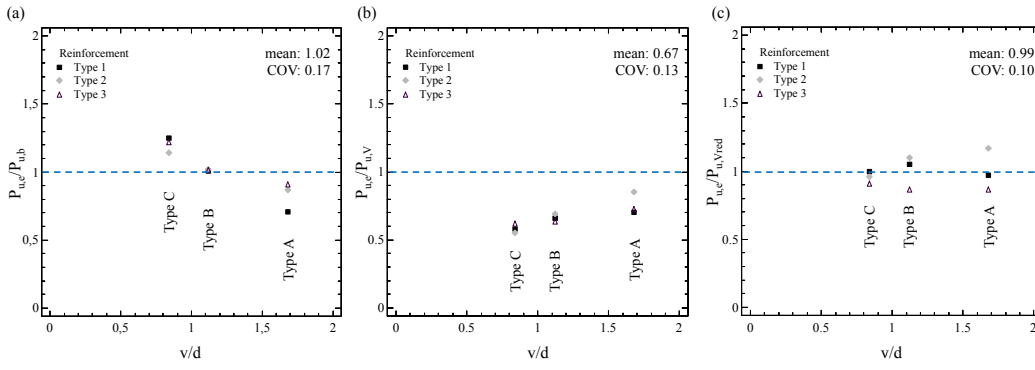 (a)
2
Reinforcement
Type 1
Type 2
Type 3
mean: 1.02
COV: 0.17
1,5
1
0,5
0
P u,e/P u,b
Type C
Type B
Type A
0 0,5 1 1,5 2
v/d
(b)
2
Reinforcement
Type 1
Type 2
Type 3
mean: 0.67
COV: 0.13
1.5
1
0.5
0
P u,e/P u,V
Type C
Type B
Type A
0 0.5 1 1.5 2
v/d
(c)
2
Reinforcement
Type 1
Type 2
Type 3
mean: 0.99
COV: 0.10
1.5
1
0.5
0
P u,e/P u,Vred
Type C
Type B
Type A
0 0.5 1 1.5 2
v/d